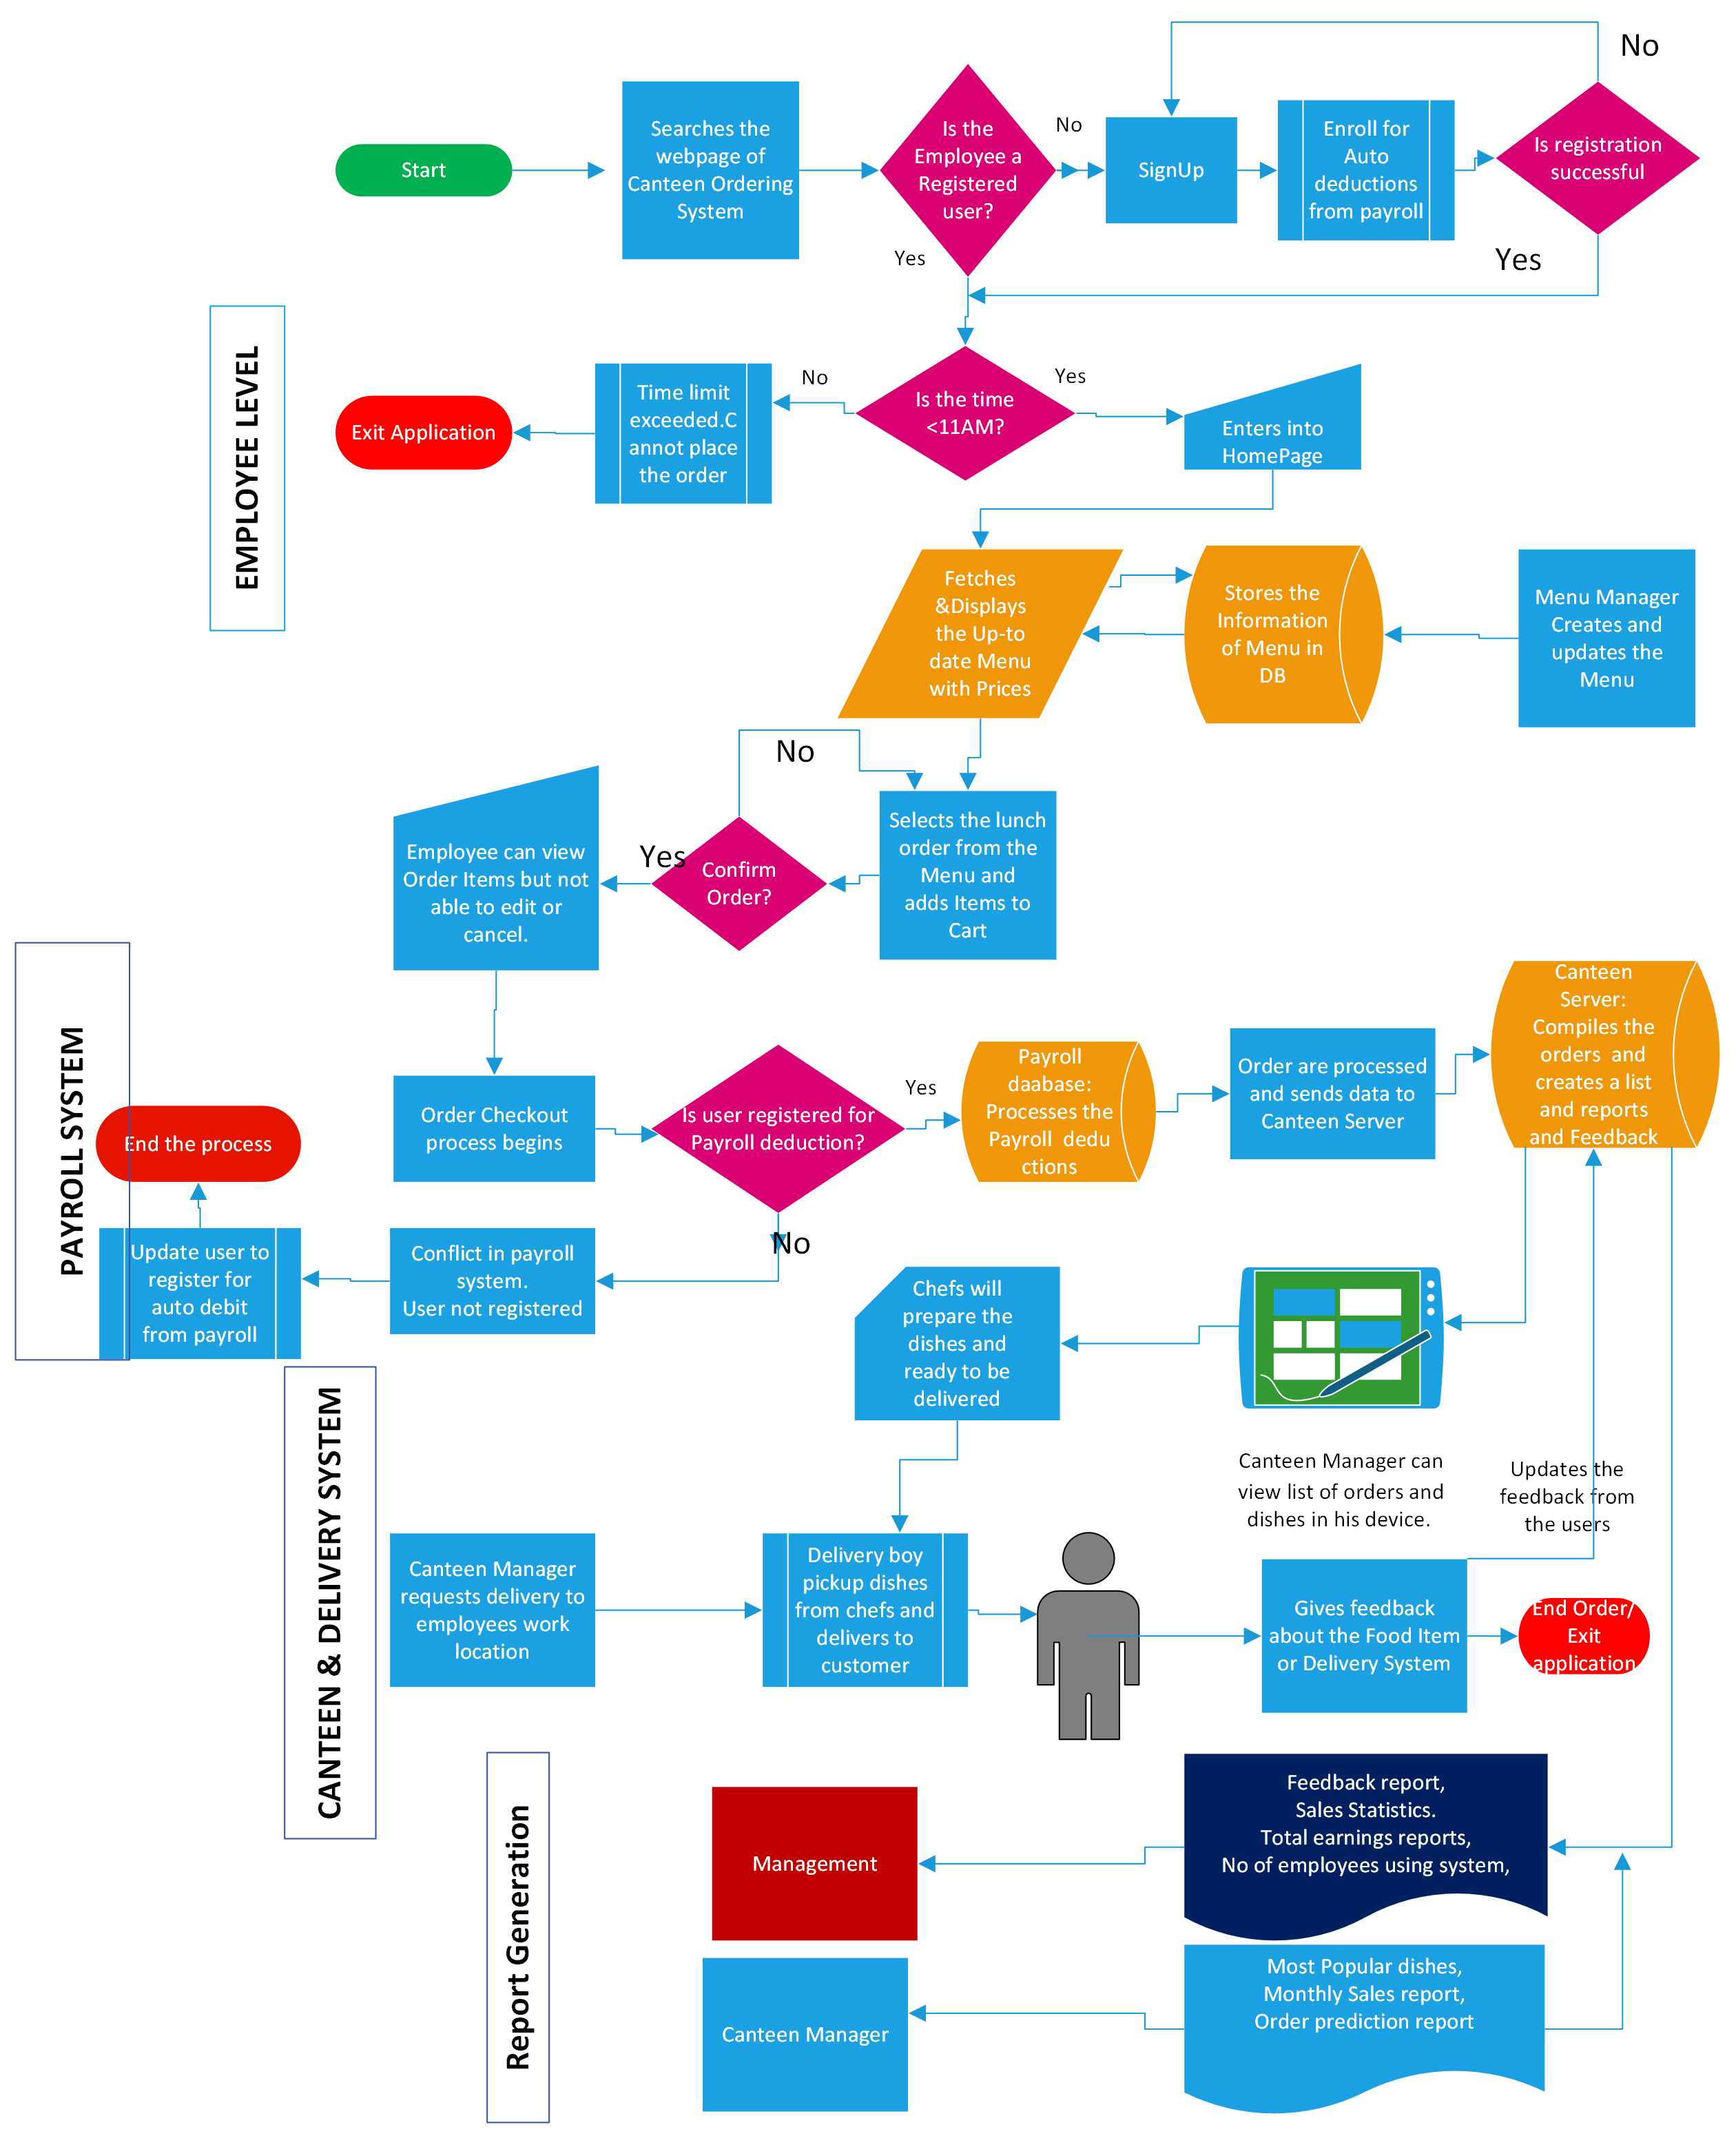 No
Start
Searches the
webpage of
Canteen Ordering
System
Is the
Employee a
Registered
user?
No
SignUp
Enroll for
Auto
deductions
from payroll
Is registration
successful
Yes
Yes
EMPLOYEE LEVEL
Exit Application
Time limit
exceeded.C
annot place
the order
No
Is the time
<11AM?
Yes
Enters into
HomePage
Fetches
&Displays
the Up-to
date Menu
with Prices
Stores the
Information
of Menu in
DB
Menu Manager
Creates and
updates the
Menu
No
Employee can view
Order Items but not
able to edit or
cancel.
Yes
Confirm
Order?
Selects the lunch
order from the
Menu and
adds Items to
Cart
PAYROLL SYSTEM
End the process
Order Checkout
process begins
Is user registered for
Payroll deduction?
Yes
Payroll
daabase:
Processes the
Payroll dedu
ctions
Order are processed
and sends data to
Canteen Server
Canteen
Server:
Compiles the
orders and
creates a list
and reports
and Feedback
Update user to
register for
auto debit
from payroll
Conflict in payroll
system.
User not registered
No
Chefs will
prepare the
dishes and
ready to be
delivered
Canteen Manager can
view list of orders and
dishes in his device.
Updates the
feedback from
the users
CANTEEN & DELIVERY SYSTEM
Canteen Manager
requests delivery to
employees work
location
Delivery boy
pickup dishes
from chefs and
delivers to
customer
Gives feedback
about the Food Item
or Delivery System
End Order/
Exit
application
Report Generation
Management
Feedback report,
Sales Statistics.
Total earnings reports,
No of employees using system,
Canteen Manager
Most Popular dishes,
Monthly Sales report,
Order prediction report